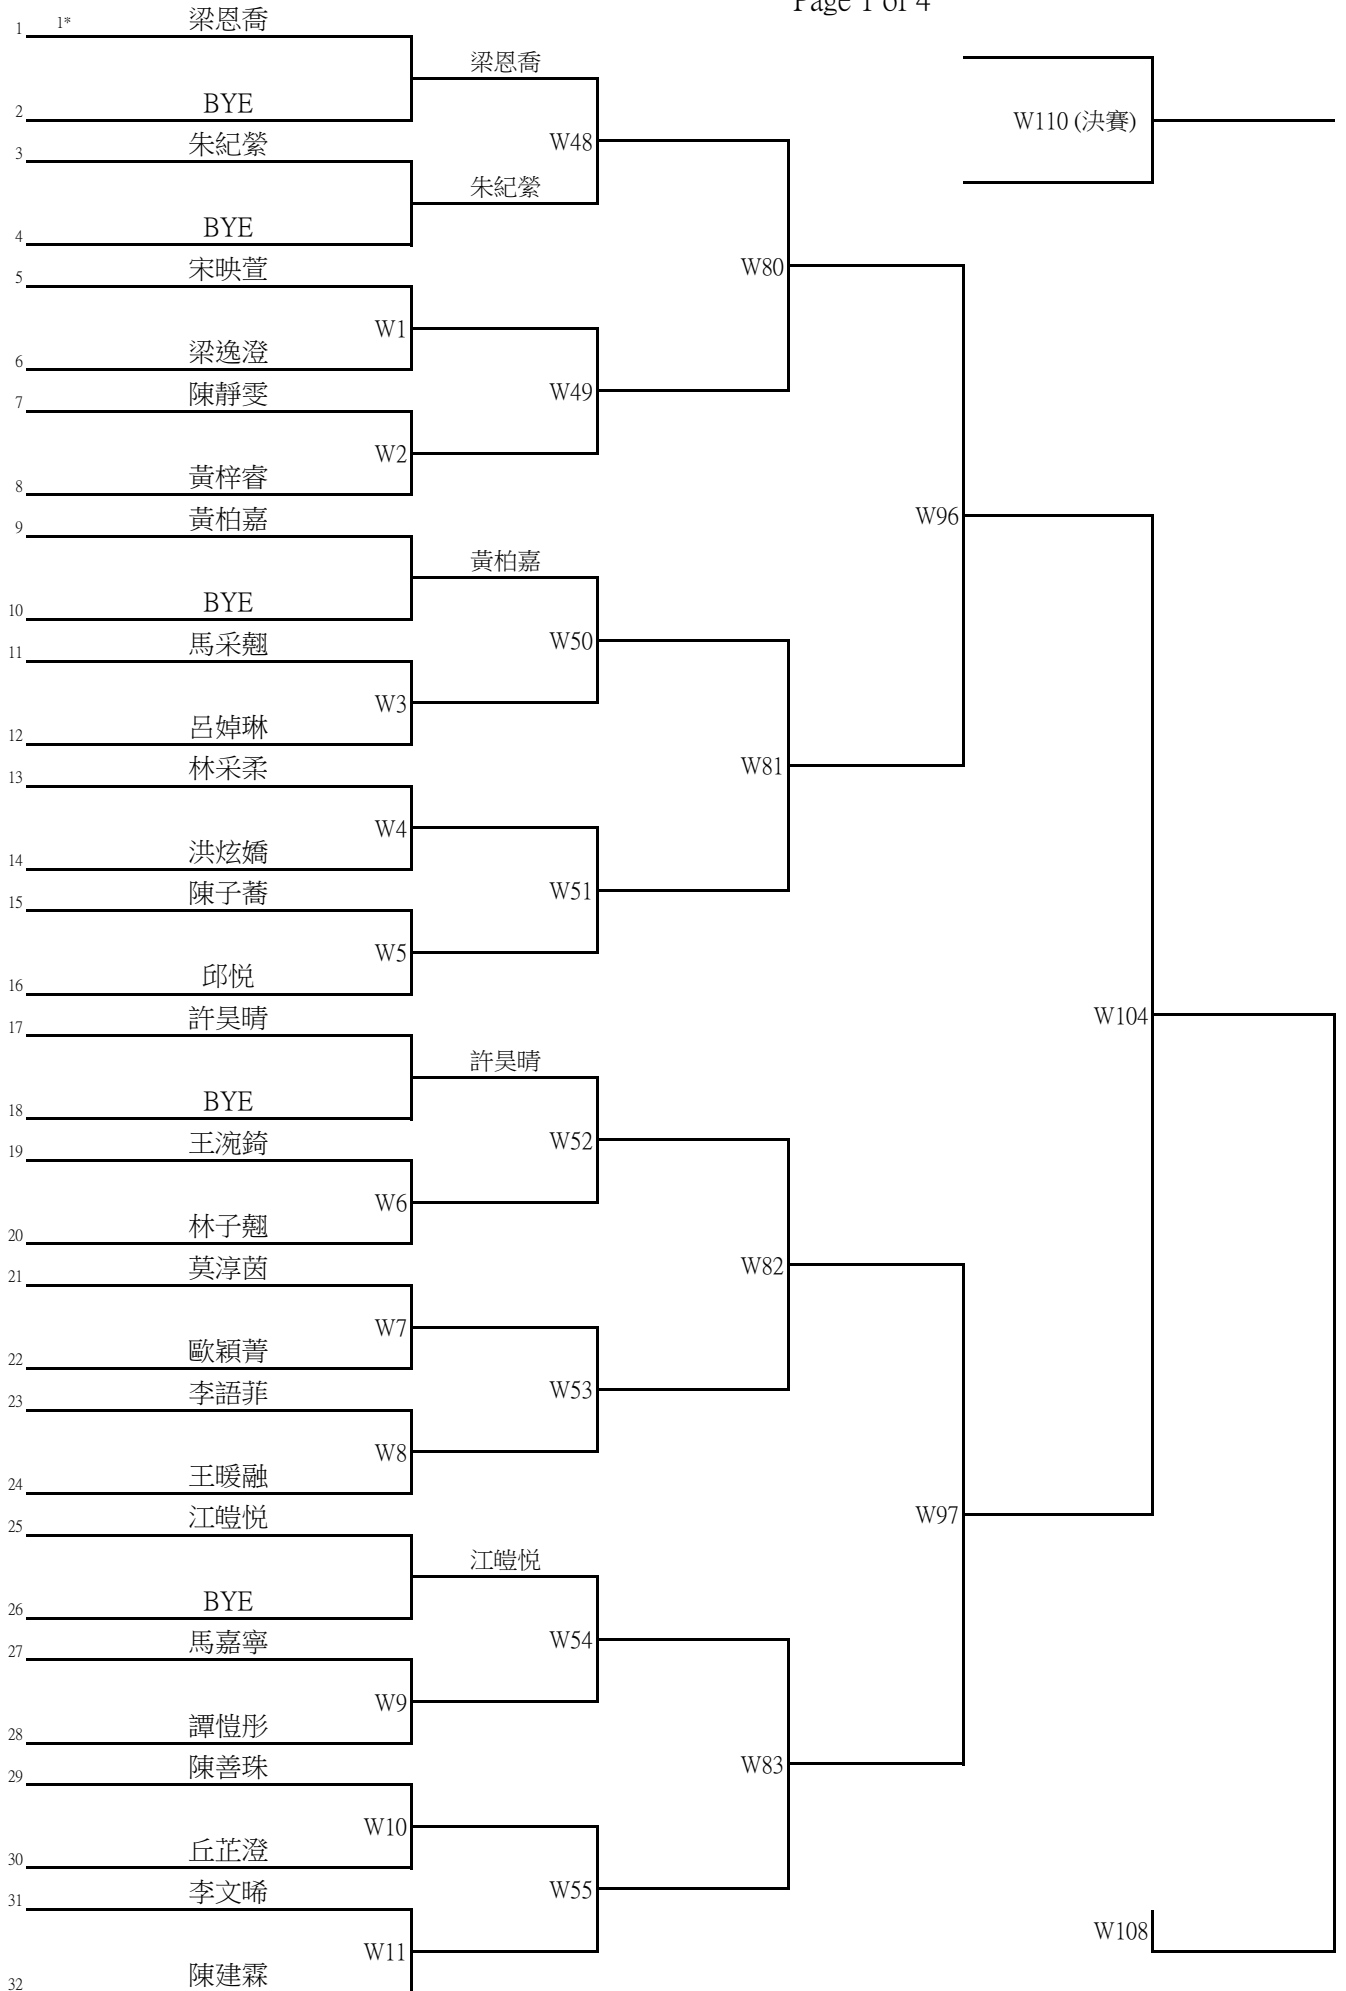 Page 1 of 4
1 1* 梁恩喬
梁恩喬
2 BYE
3 朱紀縈
W48
朱紀縈
4 BYE
W110 (決賽)
5 宋映萱
W80
W1
6 梁逸澄
7 陳靜雯
W49
W2
8 黃梓睿
9 黃柏嘉
W96
黃柏嘉
10 BYE
11 馬采翹
W50
W3
12 呂婥琳
13 林采柔
W81
W4
14 洪炫嬌
15 陳子蕎
W51
W5
16 邱悦
17 許昊晴
W104
許昊晴
18 BYE
19 王涴錡
W52
W6
20 林子翹
21 莫淳茵
W82
W7
22 歐穎菁
23 李語菲
W53
W8
24 王暖融
25 江皚悦
W97
江皚悦
26 BYE
27 馬嘉寧
W54
W9
28 譚愷彤
29 陳善珠
W83
W10
30 丘芷澄
31 李文晞
W55
W108
W11
32 陳建霖